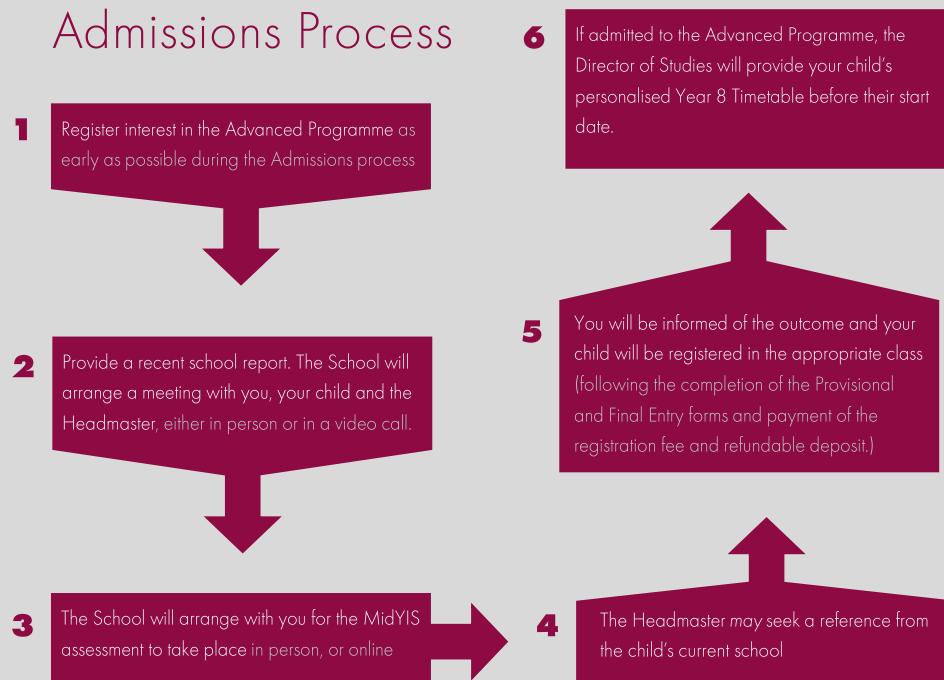 Admissions Process
1
Register interest in the Advanced Programme as
early as possible during the Admissions process
2
Provide a recent school report. The School will
arrange a meeting with you, your child and the
Headmaster, either in person or in a video call.
3
The School will arrange with you for the MidYIS
assessment to take place in person, or online
4
The Headmaster may seek a reference from
the child's current school
5
You will be informed of the outcome and your
child will be registered in the appropriate class
(following the completion of the Provisional
and Final Entry forms and payment of the
registration fee and refundable deposit.)
6
If admitted to the Advanced Programme, the
Director of Studies will provide your child's
personalised Year 8 Timetable before their start
date.